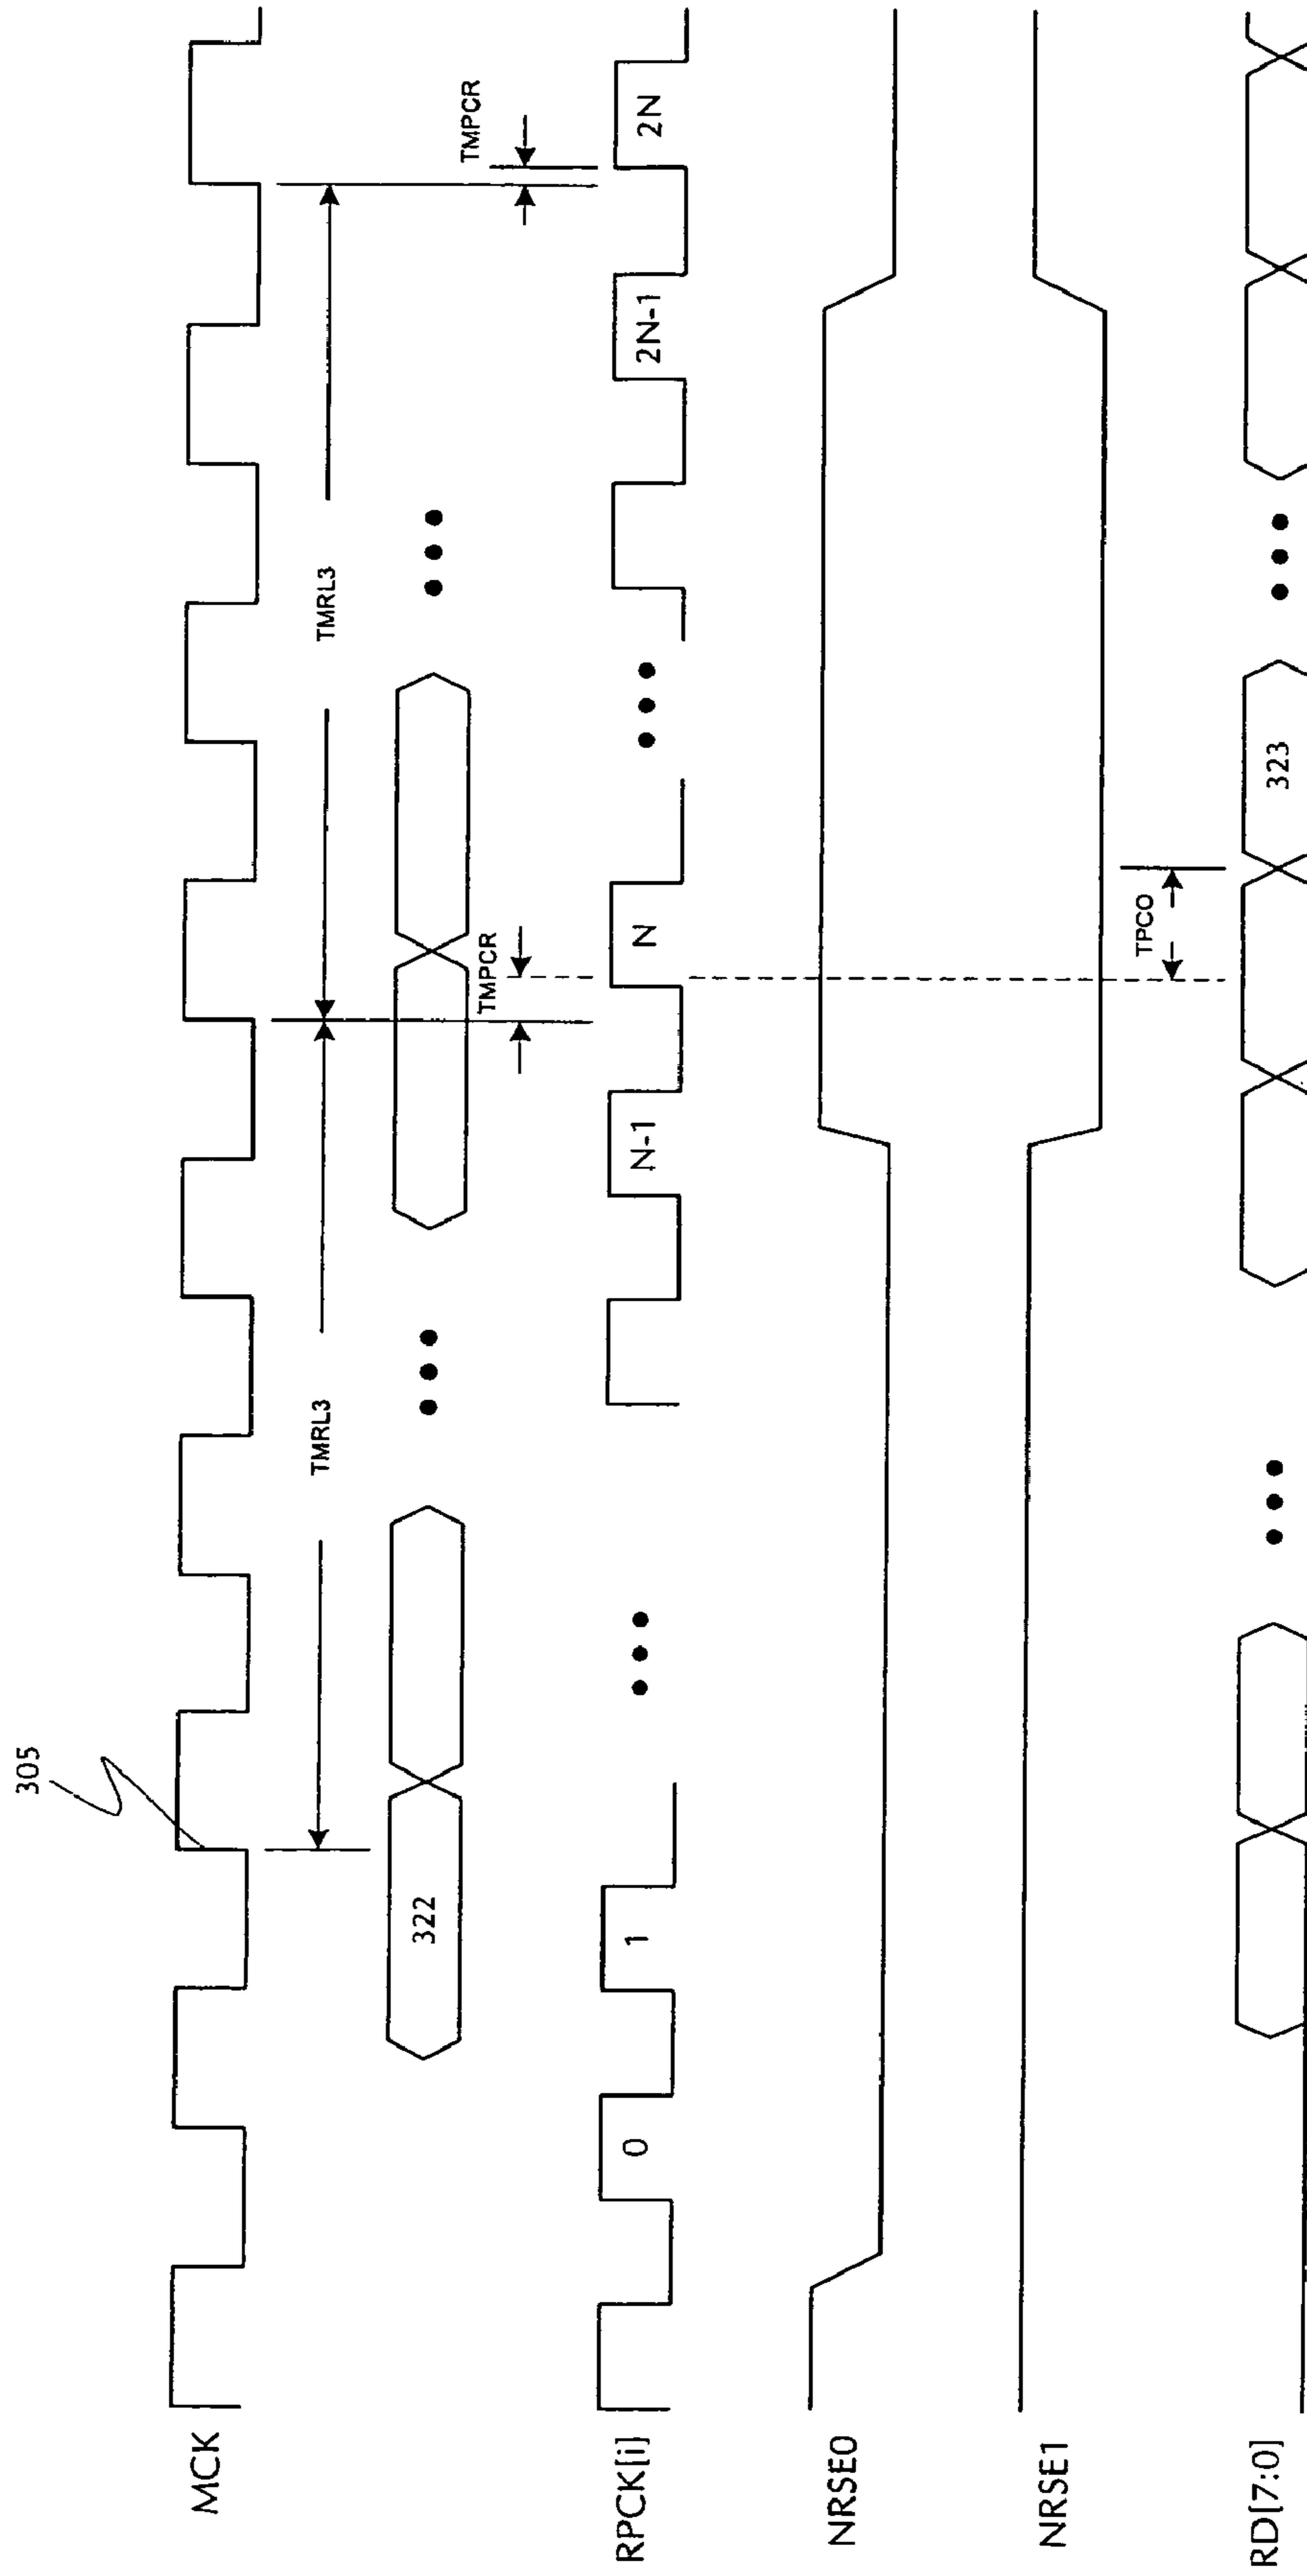 305
MCK
TMRL3
TMRL3
322
TMPCR
TMPCR
RPCK[i]
0
1
N-1
N
2N-1
2N
NRSE0
NRSE1
TPCO
RD[7:0]
323